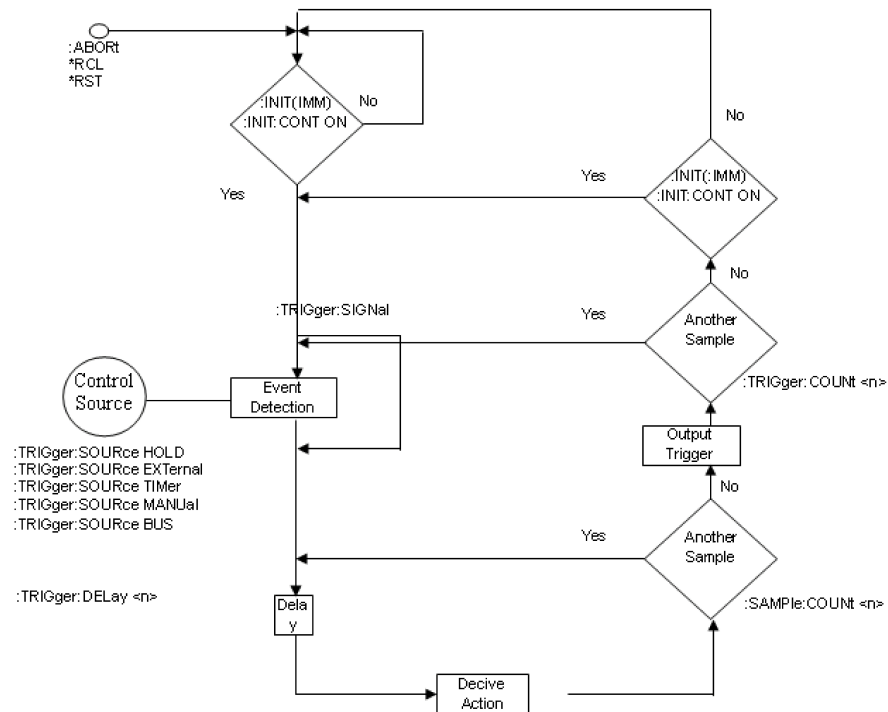 :ABORt
*RCL
*RST
:INIT(IMM)
:INIT:CONT ON
No
Yes
No
:INIT(:IMM)
:INIT:CONT ON
Yes
No
:TRIGger:SIGNal
Yes
Another
Sample
:TRIGger:COUNt <n>
Control
Source
Event
Detection
Output
Trigger
:TRIGger:SOURce HOLD
:TRIGger:SOURce EXTernal
:TRIGger:SOURce TIMer
:TRIGger:SOURce MANUal
:TRIGger:SOURce BUS
No
Yes
Another
Sample
:SAMPle:COUNt <n>
:TRIGger:DELay <n>
Dela
y
Decive
Action